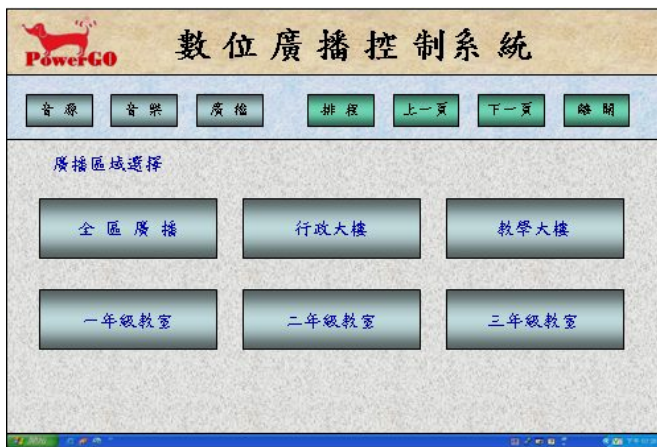 PowerGO
數位廣播控制系統
音源 音樂 廣播 排程 上一頁 下一頁 離開
廣播區域選擇
全區廣播 行政大樓 教學大樓
一年級教室 二年級教室 三年級教室
開始